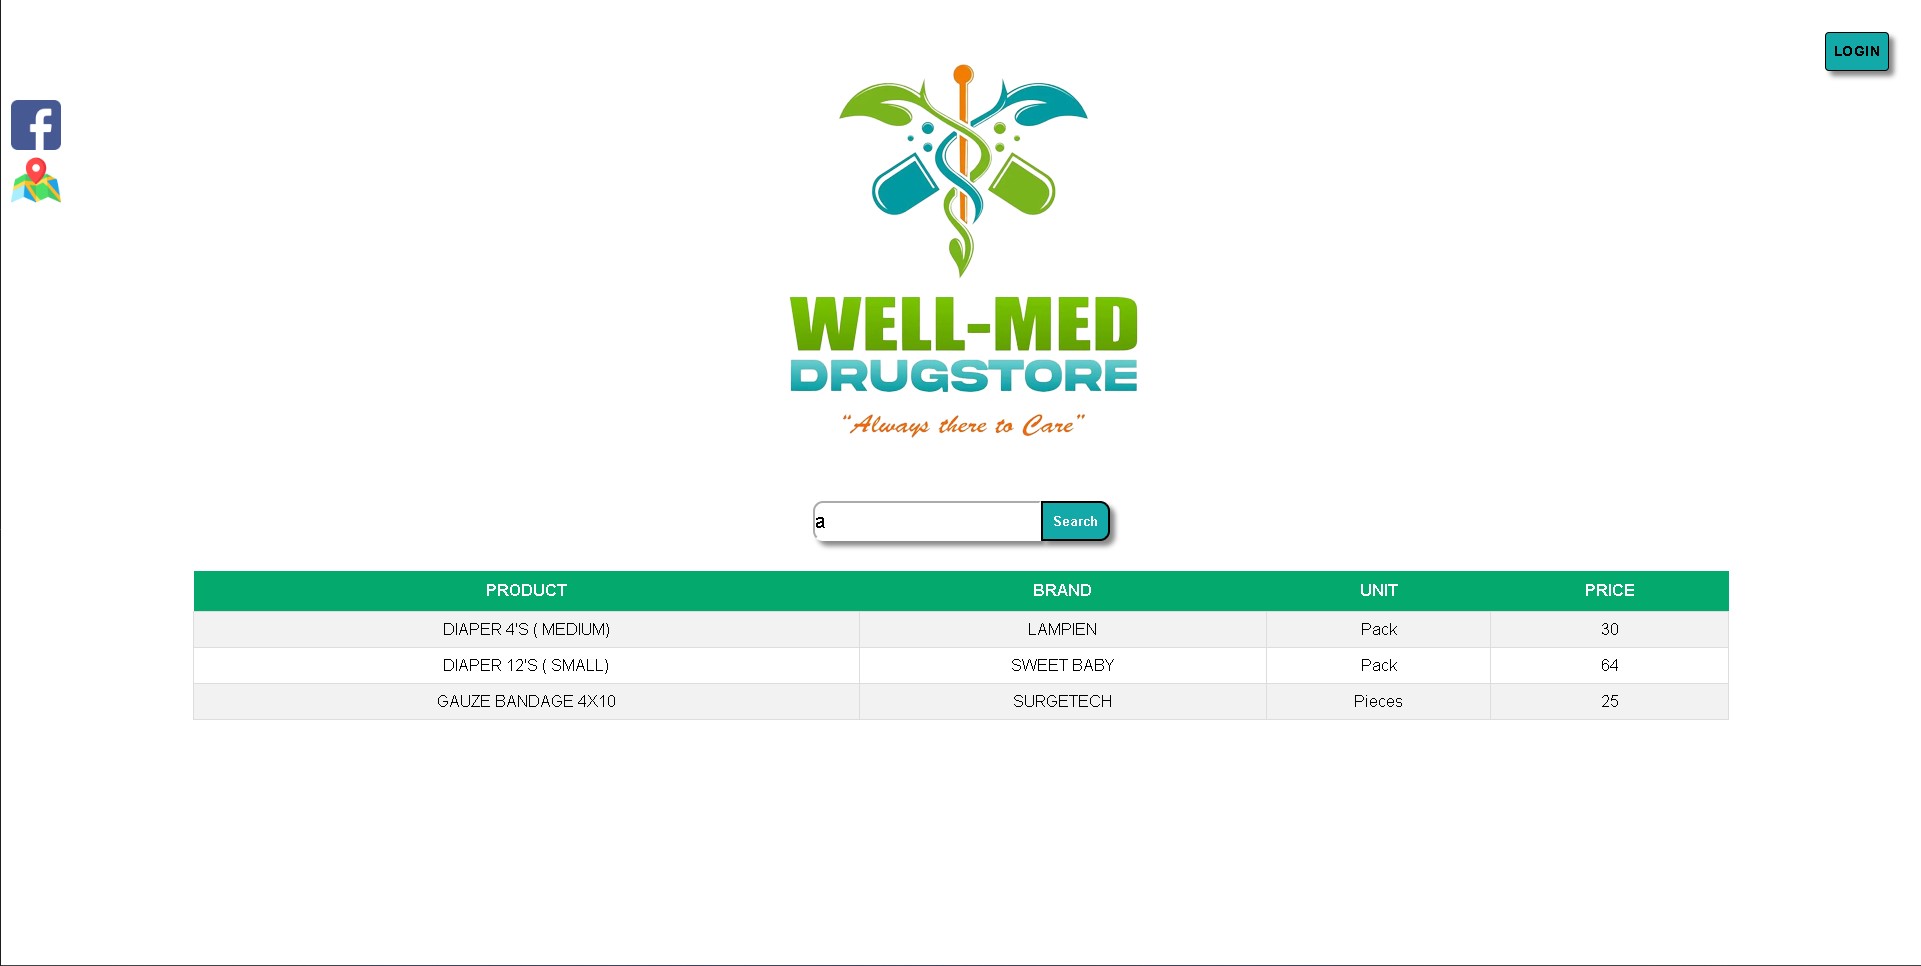 LOGIN
WELL-MED
DRUGSTORE
“Always there to Care”
a Search
PRODUCT BRAND UNIT PRICE
DIAPER 4'S ( MEDIUM) LAMPIEN Pack 30
DIAPER 12'S ( SMALL) SWEET BABY Pack 64
GAUZE BANDAGE 4X10 SURGETECH Pieces 25